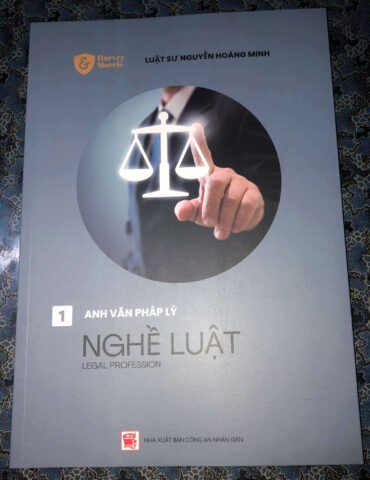 Harvey
& Morris
LUẬT SƯ NGUYỄN HOÀNG MINH
1
ANH VĂN PHÁP LÝ
NGHỀ LUẬT
LEGAL PROFESSION
NHÀ XUẤT BẢN CÔNG AN NHÂN DÂN